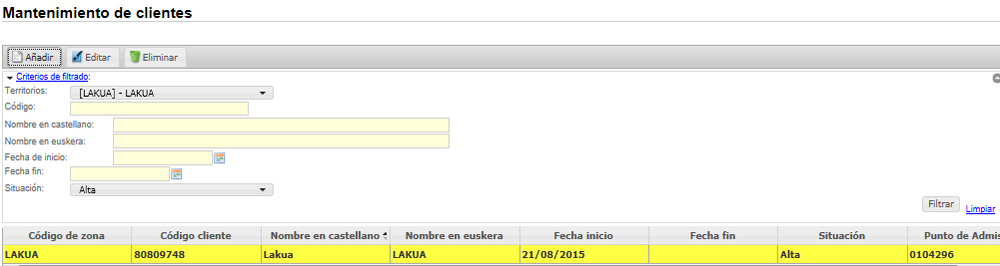 Mantenimiento de clientes
Añadir Editar Eliminar
Criterios de filtrado:
Territorios: [LAKUA] - LAKUA
Código:
Nombre en castellano:
Nombre en euskera:
Fecha de inicio:
Fecha fin:
Situación: Alta
Filtrar Limpiar
Código de zona Código cliente Nombre en castellano Nombre en euskera Fecha inicio Fecha fin Situación Punto de Admis
LAKUA 80809748 Lakua LAKUA 21/08/2015 Alta 0104296